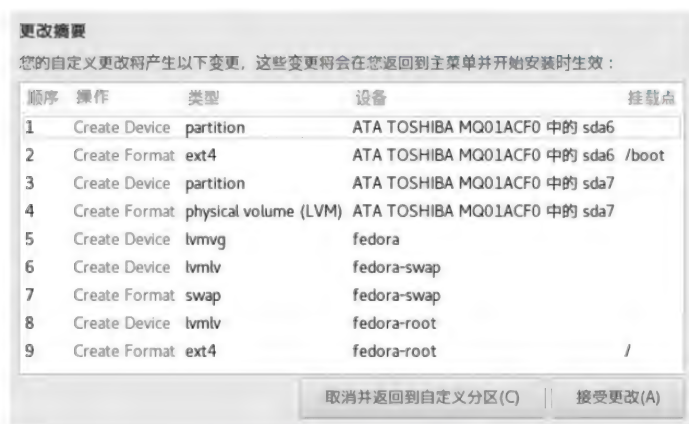 更改摘要
您的自定义更改将产生以下变更，这些变更将会在您返回到主菜单并开始安装时生效：
顺序 操作 类型 设备 挂载点
1 Create Device partition ATA TOSHIBA MQ01ACF0 中的 sda6
2 Create Format ext4 ATA TOSHIBA MQ01ACF0 中的 sda6 /boot
3 Create Device partition ATA TOSHIBA MQ01ACF0 中的 sda7
4 Create Format physical volume (LVM) ATA TOSHIBA MQ01ACF0 中的 sda7
5 Create Device lvmvg fedora
6 Create Device lvmlv fedora-swap
7 Create Format swap fedora-swap
8 Create Device lvmlv fedora-root
9 Create Format ext4 fedora-root /
取消并返回到自定义分区(C) 接受更改(A)